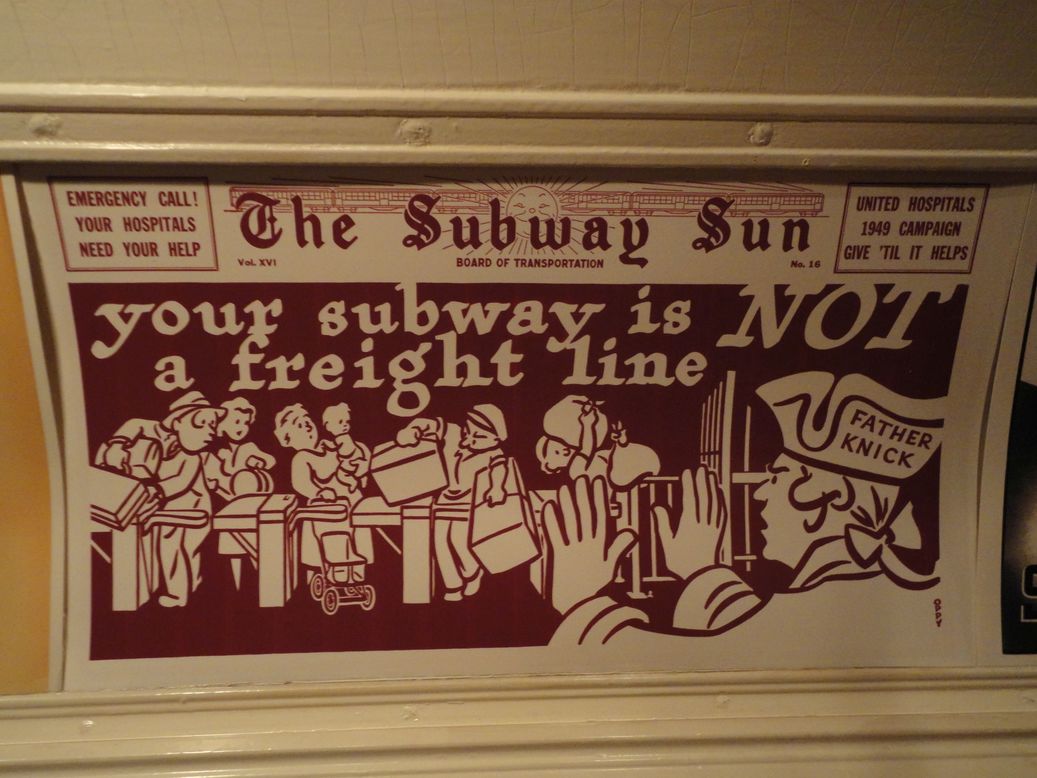 EMERGENCY CALL!
YOUR HOSPITALS
NEED YOUR HELP
The Subway Sun
Vol. XVI
BOARD OF TRANSPORTATION
No. 16
UNITED HOSPITALS
1949 CAMPAIGN
GIVE 'TIL IT HELPS
your subway is NOT
a freight line
FATHER
KNICK
OPPY